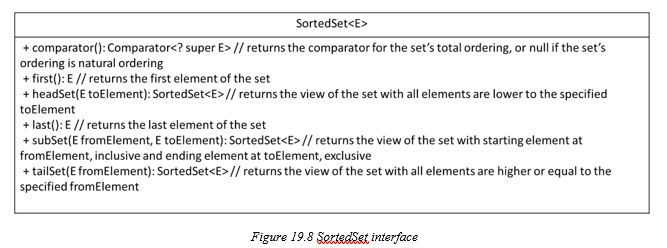 SortedSet<E>
+ comparator(): Comparator<? super E> // returns the comparator for the set's total ordering, or null if the set's
ordering is natural ordering
+ first(): E // returns the first element of the set
+ headSet(E toElement): SortedSet<E> // returns the view of the set with all elements are lower to the specified
toElement
+ last(): E // returns the last element of the set
+ subSet(E fromElement, E toElement): SortedSet<E> // returns the view of the set with starting element at
fromElement, inclusive and ending element at toElement, exclusive
+ tailSet(E fromElement): SortedSet<E> // returns the view of the set with all elements are higher or equal to the
specified fromElement
Figure 19.8 SortedSet interface